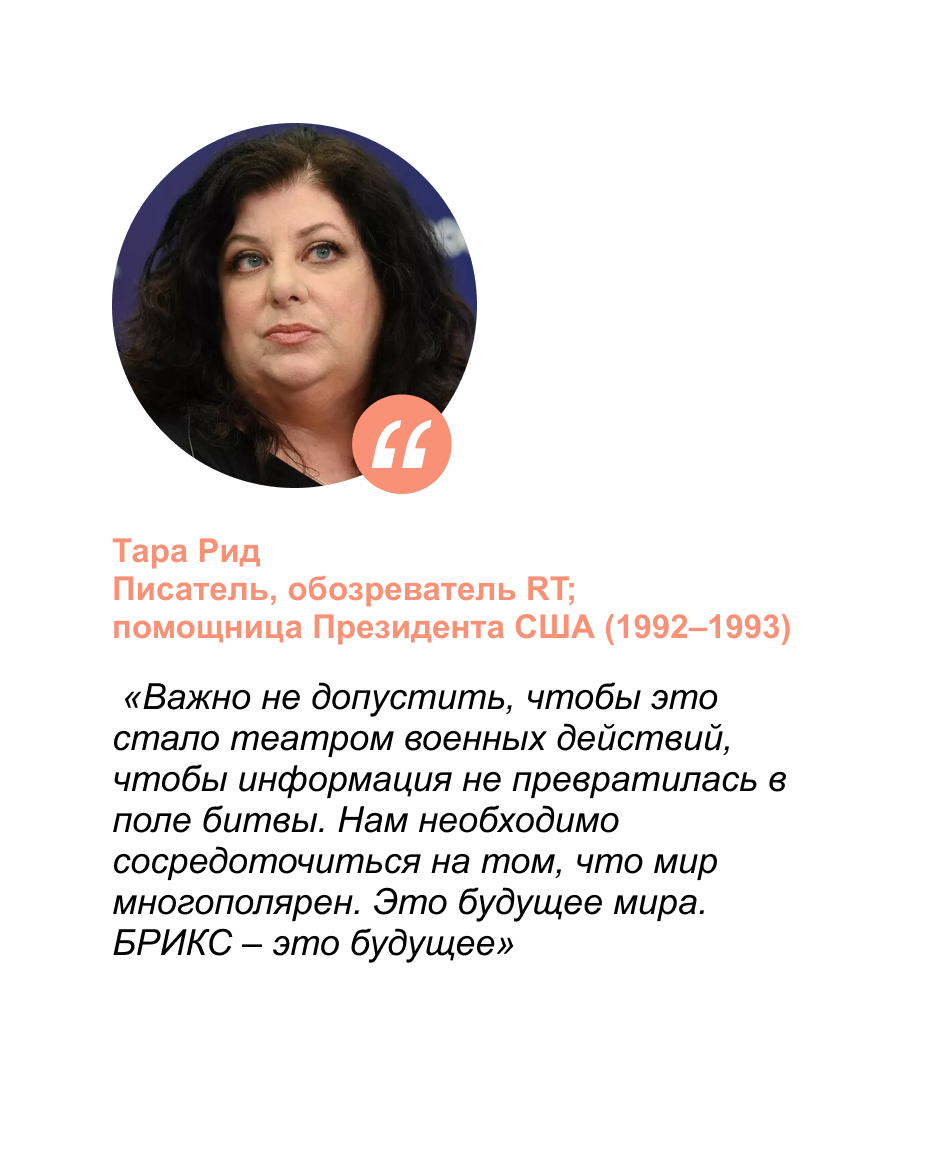 Тара Рид
Писатель, обозреватель RT;
помощница Президента США (1992–1993)
«Важно не допустить, чтобы это
стало театром военных действий,
чтобы информация не превратилась в
поле битвы. Нам необходимо
сосредоточиться на том, что мир
многополярен. Это будущее мира.
БРИКС – это будущее»